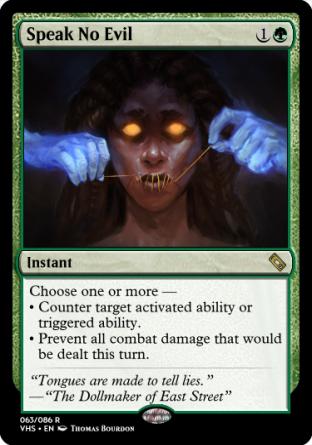 Speak No Evil 1
Instant
Choose one or more —
• Counter target activated ability or
triggered ability.
• Prevent all combat damage that would
be dealt this turn.
“Tongues are made to tell lies.”
—“The Dollmaker of East Street”
063/086 R
VHS • EN Thomas Bourdon